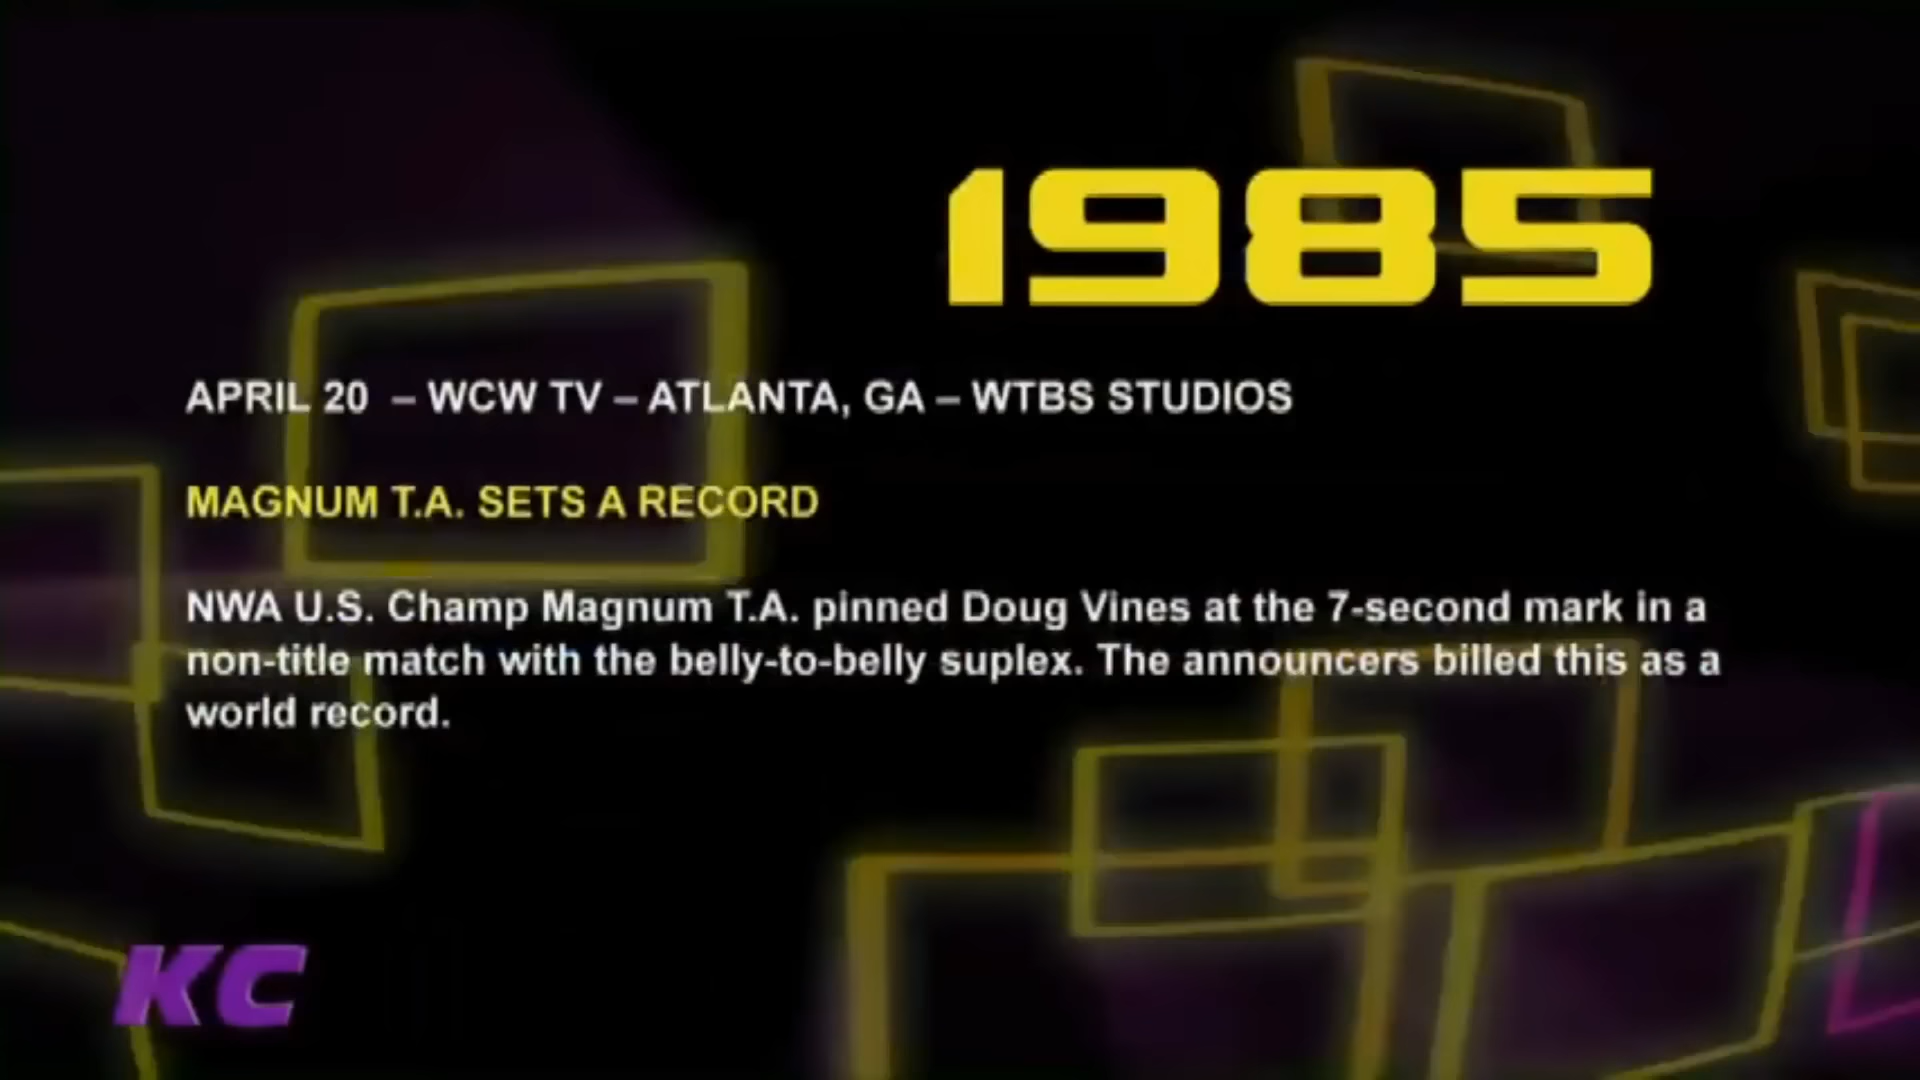 1985
APRIL 20 – WCW TV – ATLANTA, GA – WTBS STUDIOS
MAGNUM T.A. SETS A RECORD
NWA U.S. Champ Magnum T.A. pinned Doug Vines at the 7-second mark in a
non-title match with the belly-to-belly suplex. The announcers billed this as a
world record.
KC